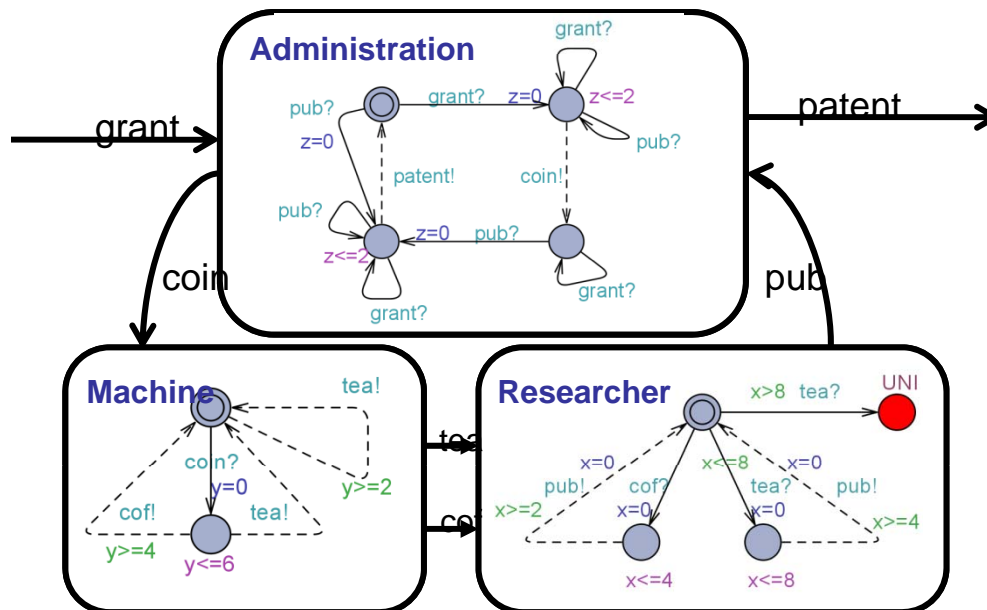 Administration
grant?
pub?
grant?
z=0
z<=2
patent
grant
z=0
pub?
patent!
coin!
pub?
z=0
pub?
z<=2
coin
pub
grant?
grant?
Machine
tea!
Researcher
UNI
x>8
tea?
tea
coin?
x<=8
x=0
x=0
y=0
y>=2
pub!
cof?
tea?
pub!
cof!
tea!
x>=2
x=0
x=0
x>=4
cof
y>=4
y<=6
x<=4
x<=8